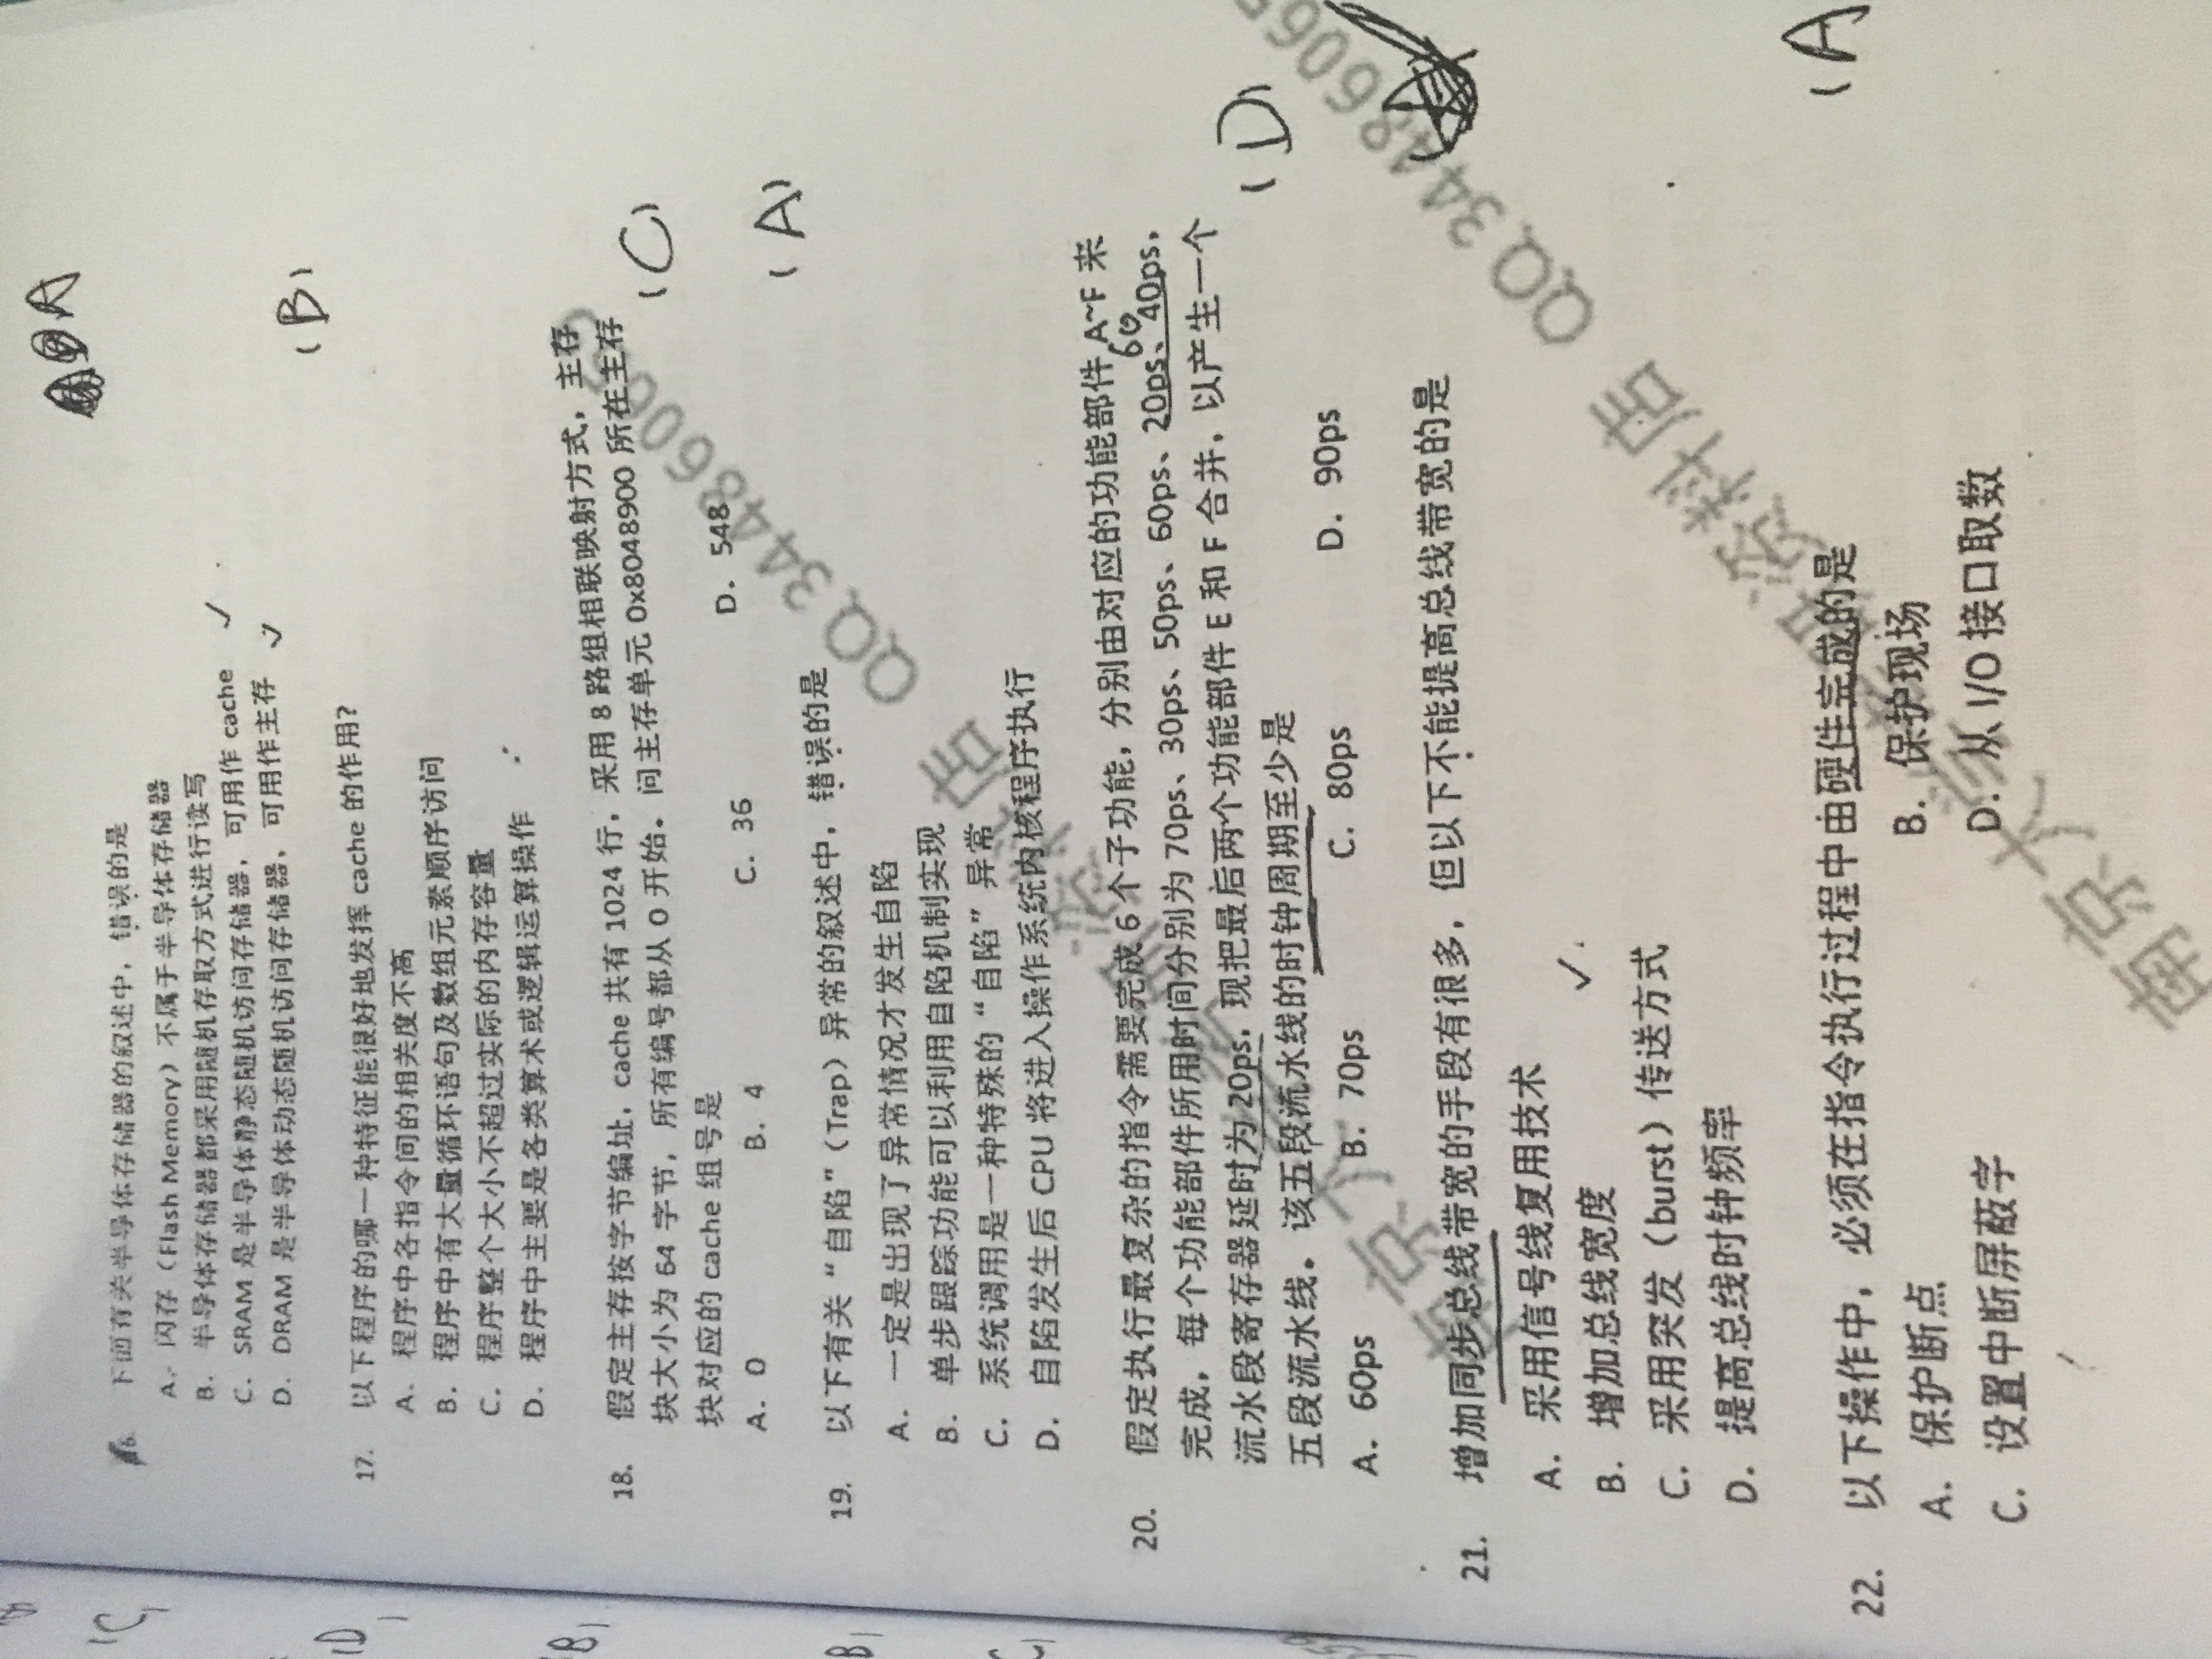 16. 下面有关半导体存储器的叙述中，错误的是
A. 闪存（Flash Memory）不属于半导体存储器
B. 半导体存储器都采用随机存取方式进行读写
C. SRAM 是半导体静态随机访问存储器，可用作 cache ✓
D. DRAM 是半导体动态随机访问存储器，可用作主存 ✓
A
17. 以下程序的哪一种特征能很好地发挥 cache 的作用？
(B)
A. 程序中各指令间的相关度不高
B. 程序中有大量循环语句及数组元素顺序访问
C. 程序整个大小不超过实际的内存容量
D. 程序中主要是各类算术或逻辑运算操作
18. 假定主存按字节编址，cache 共有 1024 行，采用 8 路组相联映射方式，主存
块大小为 64 字节，所有编号都从 0 开始。问主存单元 0x8048900 所在主存
块对应的 cache 组号是
(C)
A. 0 B. 4 C. 36 D. 548
19. 以下有关“自陷”（Trap）异常的叙述中，错误的是
(A)
A. 一定是出现了异常情况才发生自陷
B. 单步跟踪功能可以利用自陷机制实现
C. 系统调用是一种特殊的“自陷”异常
D. 自陷发生后 CPU 将进入操作系统内核程序执行
20. 假定执行最复杂的指令需要完成 6 个子功能，分别由对应的功能部件 A~F 来
完成，每个功能部件所用时间分别为 70ps、30ps、50ps、60ps、20ps、40ps，
60
流水段寄存器延时为 20ps，现把最后两个功能部件 E 和 F 合并，以产生一个
五段流水线。该五段流水线的时钟周期至少是
(D)
A. 60ps B. 70ps C. 80ps D. 90ps
21. 增加同步总线带宽的手段有很多，但以下不能提高总线带宽的是
A. 采用信号线复用技术
B. 增加总线宽度
C. 采用突发（burst）传送方式 ✓
D. 提高总线时钟频率
22. 以下操作中，必须在指令执行过程中由硬件完成的是
(A)
A. 保护断点 B. 保护现场
C. 设置中断屏蔽字 D. 从 I/O 接口取数
南京大学考研资料店 QQ 344860655
南京大学考研资料店 QQ 34486065